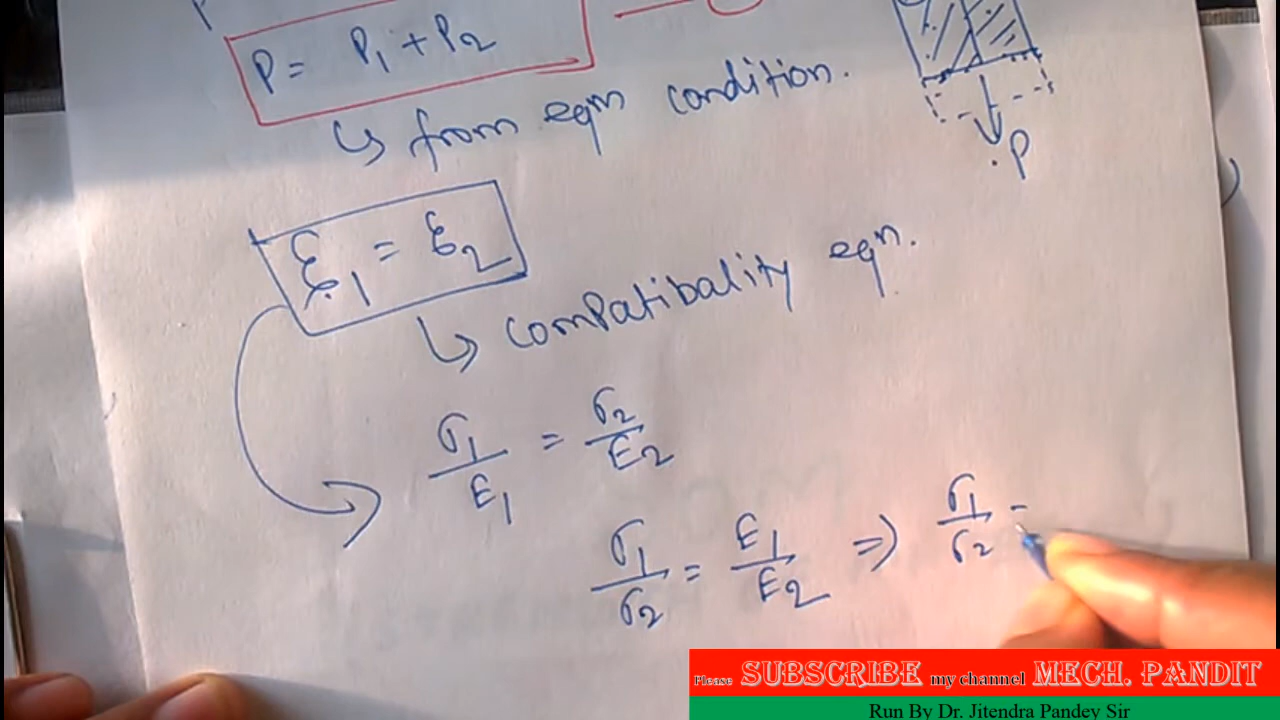 P
P = P₁ + P₂
↳ from eqm condition.
P
ε₁ = ε₂
↳ compatibality eqn.
σ₁/E₁ = σ₂/E₂
σ₁/σ₂ = E₁/E₂ ⇒ σ₁/σ₂ =
Please SUBSCRIBE my channel MECH. PANDIT
Run By Dr. Jitendra Pandey Sir